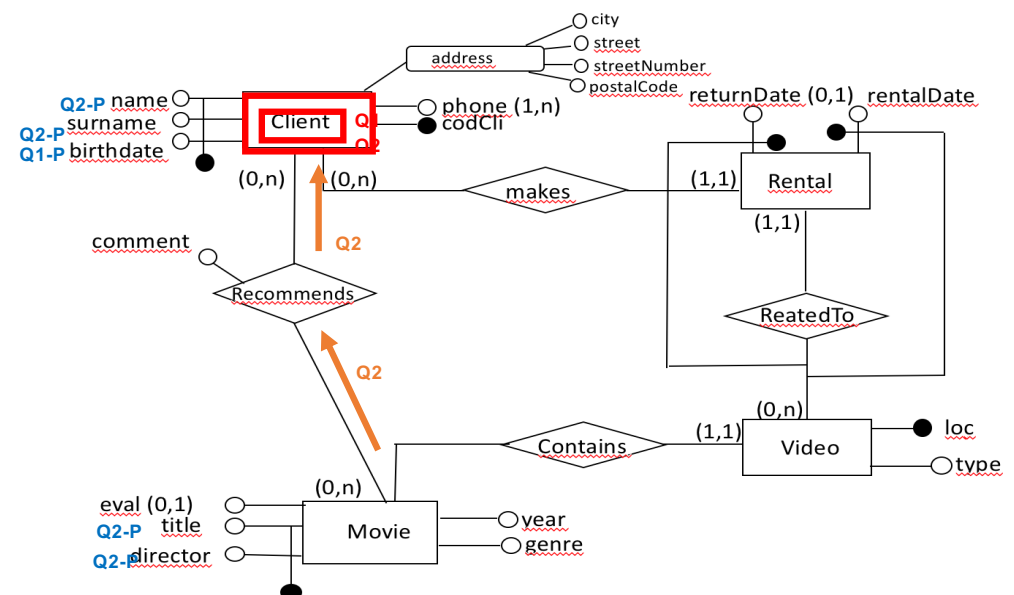 city
address
street
streetNumber
postalCode
returnDate (0,1) rentalDate
Q2-P name
phone (1,n)
Client Q1
surname
codCli
Q2-P
Q2
Q1-P birthdate
(0,n) (0,n)
makes
(1,1)
Rental
(1,1)
comment
Q2
Recommends
ReatedTo
Q2
(0,n)
(1,1)
Contains
Video
loc
type
(0,n)
eval (0,1)
title
Q2-P
Movie
year
genre
Q2-P director